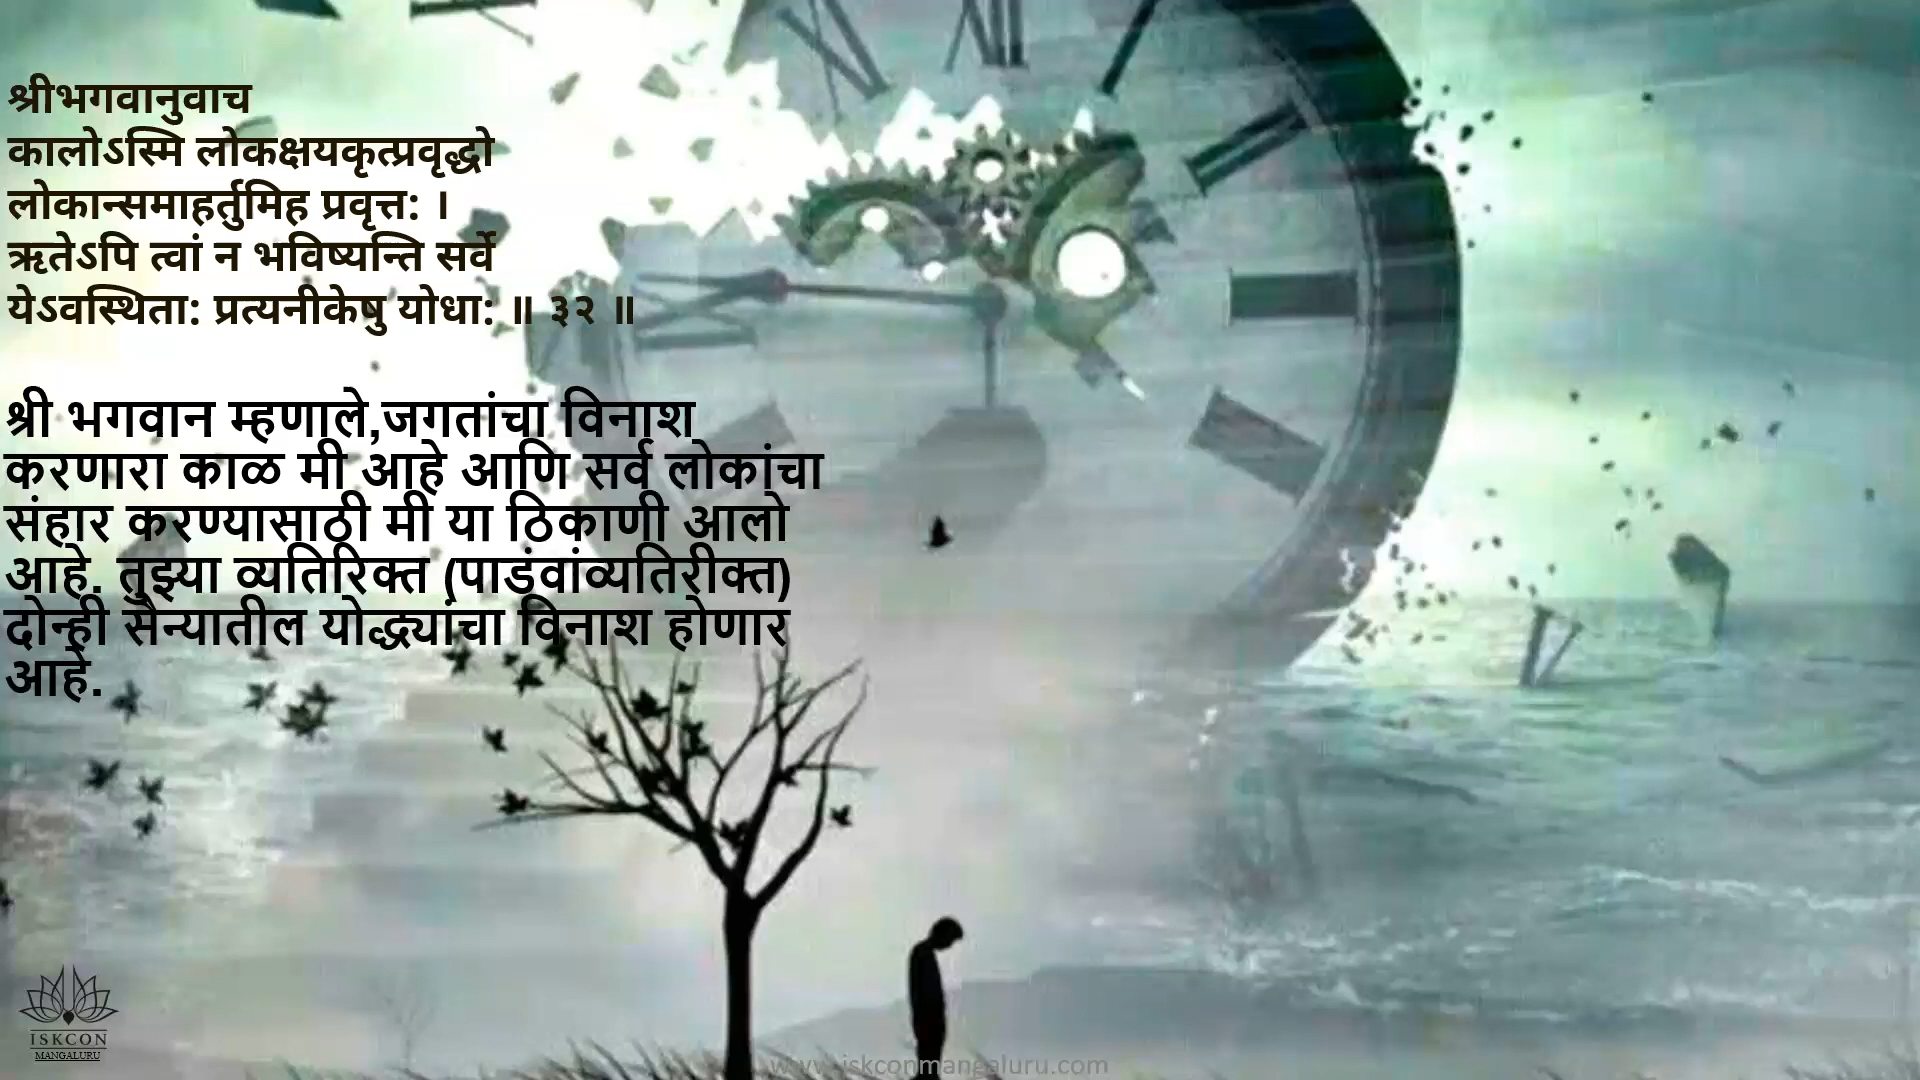 श्रीभगवानुवाच
कालोऽस्मि लोकक्षयकृत्प्रवृद्धो
लोकान्समाहर्तुमिह प्रवृत्त: ।
ऋतेऽपि त्वां न भविष्यन्ति सर्वे
येऽवस्थिता: प्रत्यनीकेषु योधा: ॥ ३२ ॥
श्री भगवान म्हणाले,जगतांचा विनाश
करणारा काळ मी आहे आणि सर्व लोकांचा
संहार करण्यासाठी मी या ठिकाणी आलो
आहे. तुझ्या व्यतिरिक्त (पाडंवांव्यतिरीक्त)
दोन्ही सैन्यातील योद्ध्यांचा विनाश होणार
आहे.
ISKCON
MANGALURU
www.iskconmangaluru.com